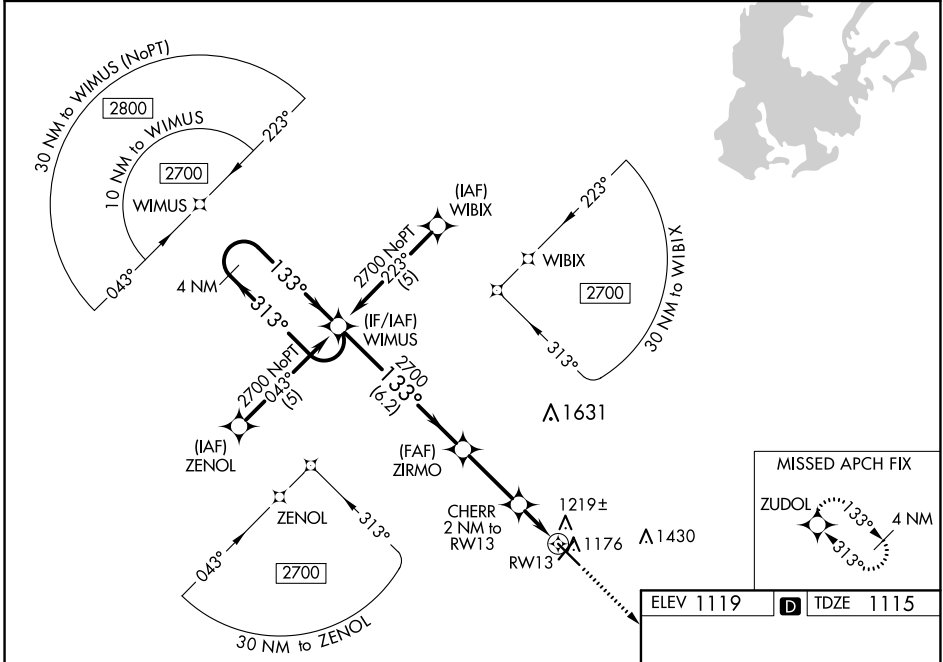 30 NM to WIMUS (NoPT)
2800
10 NM to WIMUS
2700
223°
WIMUS
043°
(IAF)
WIBIX
2700 NoPT
223°
(5)
223°
WIBIX
2700
30 NM to WIBIX
313°
4 NM
133°
313°
(IF/IAF)
WIMUS
2700 NoPT
043°
(5)
2700
133°
(6.2)
(IAF)
ZENOL
1631
(FAF)
ZIRMO
CHERR
2 NM to
RW13
1219±
1176
1430
RW13
ZENOL
043°
313°
2700
30 NM to ZENOL
MISSED APCH FIX
ZUDOL
133°
313°
4 NM
ELEV 1119 D TDZE 1115